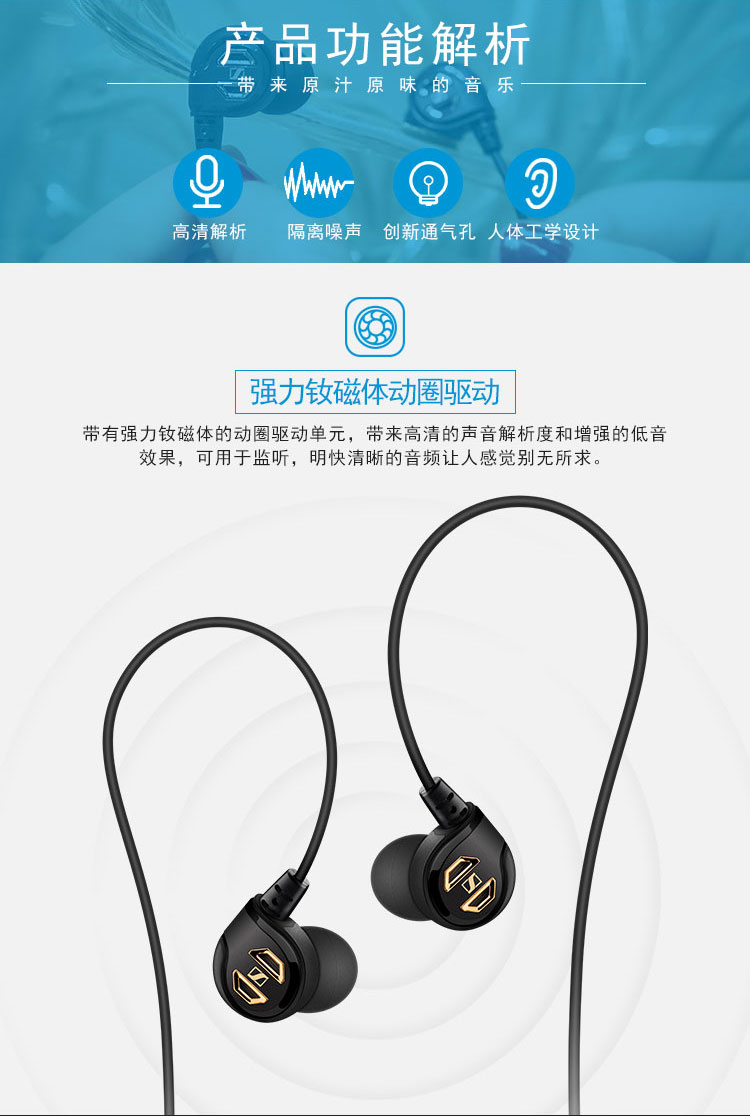 产品功能解析
带来原汁原味的音乐
高清解析 隔离噪声 创新通气孔 人体工学设计
强力钕磁体动圈驱动
带有强力钕磁体的动圈驱动单元，带来高清的声音解析度和增强的低音
效果，可用于监听，明快清晰的音频让人感觉别无所求。